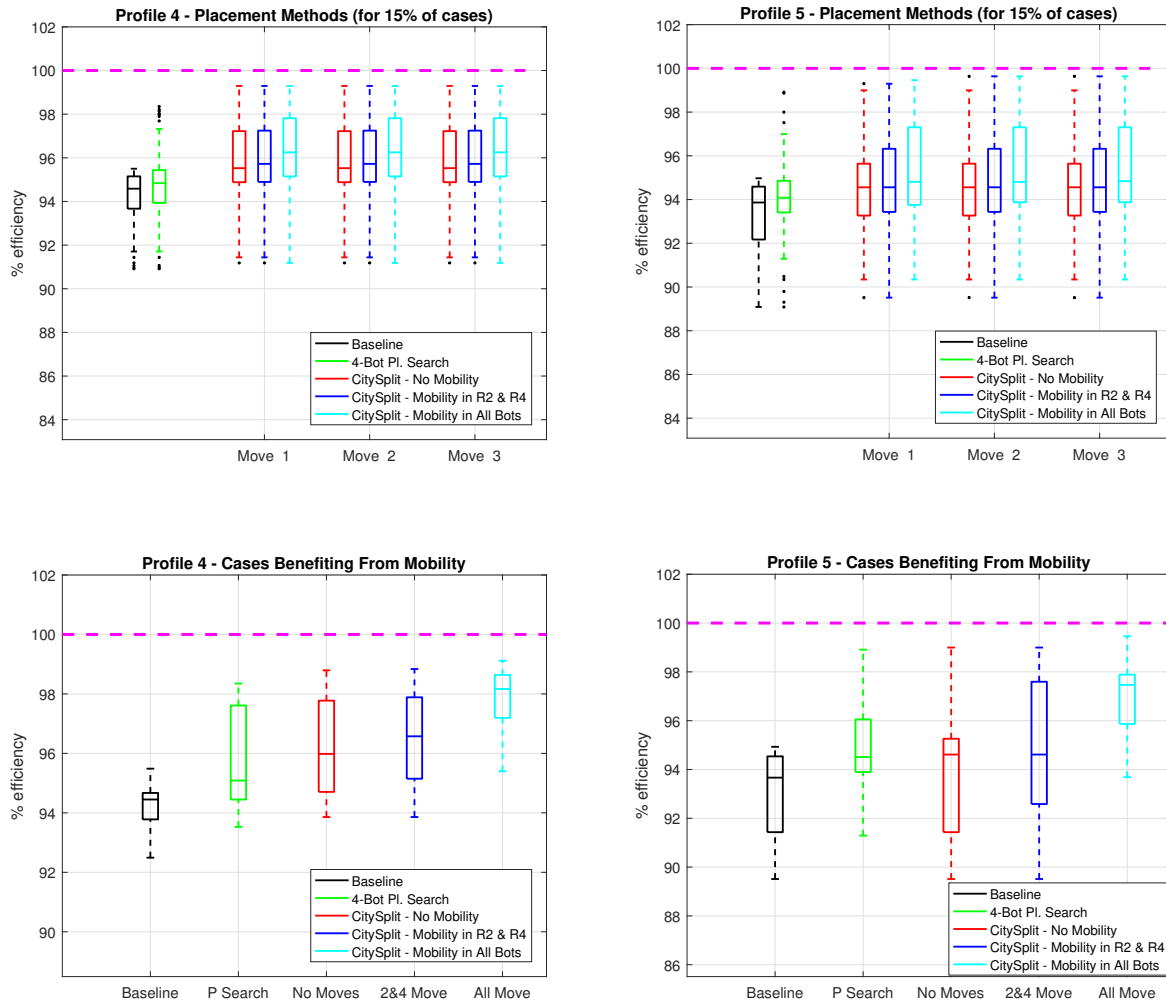 Profile 4 - Placement Methods (for 15% of cases)
102
100
98
96
94
92
90
88
86
84
% efficiency
Baseline
4-Bot Pl. Search
CitySplit - No Mobility
CitySplit - Mobility in R2 & R4
CitySplit - Mobility in All Bots
Move 1 Move 2 Move 3
Profile 5 - Placement Methods (for 15% of cases)
102
100
98
96
94
92
90
88
86
84
% efficiency
Baseline
4-Bot Pl. Search
CitySplit - No Mobility
CitySplit - Mobility in R2 & R4
CitySplit - Mobility in All Bots
Move 1 Move 2 Move 3
Profile 4 - Cases Benefiting From Mobility
102
100
98
96
94
92
90
% efficiency
Baseline
4-Bot Pl. Search
CitySplit - No Mobility
CitySplit - Mobility in R2 & R4
CitySplit - Mobility in All Bots
Baseline P Search No Moves 2&4 Move All Move
Profile 5 - Cases Benefiting From Mobility
102
100
98
96
94
92
90
88
86
% efficiency
Baseline
4-Bot Pl. Search
CitySplit - No Mobility
CitySplit - Mobility in R2 & R4
CitySplit - Mobility in All Bots
Baseline P Search No Moves 2&4 Move All Move